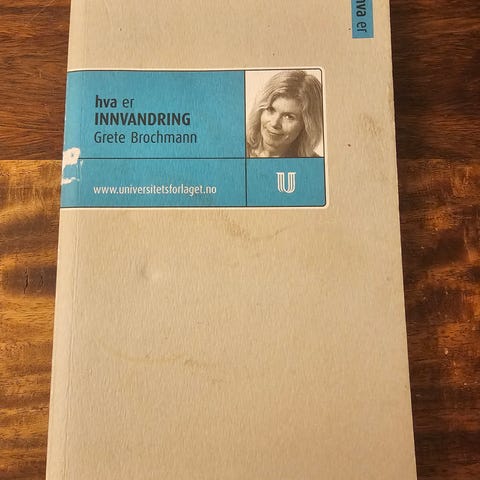 hva er
hva er
INNVANDRING
Grete Brochmann
www.universitetsforlaget.no
U